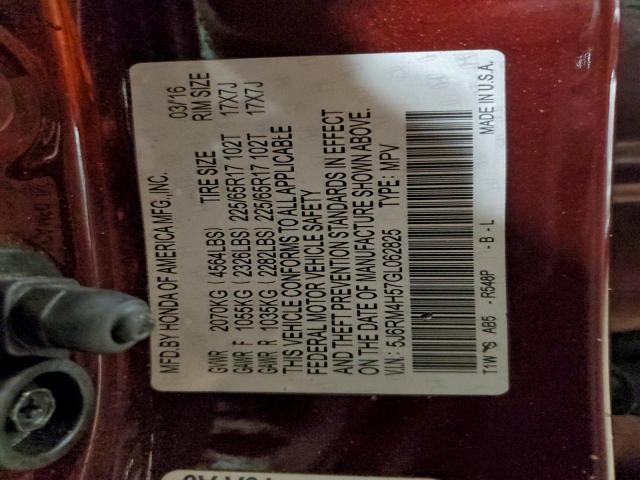 MFD.BY HONDA OF AMERICA MFG., INC. 03/16
TIRE SIZE RIM SIZE
GVWR 2070KG (4564LBS)
GAWR F 1055KG (2326LBS) 225/65R17 102T 17X7J
GAWR R 1035KG (2282LBS) 225/65R17 102T 17X7J
THIS VEHICLE CONFORMS TO ALL APPLICABLE
FEDERAL MOTOR VEHICLE SAFETY
AND THEFT PREVENTION STANDARDS IN EFFECT
ON THE DATE OF MANUFACTURE SHOWN ABOVE.
V.I.N.: 5J6RM4H57GL062825 TYPE: MPV
ABS -R548P -B-L MADE IN U.S.A.